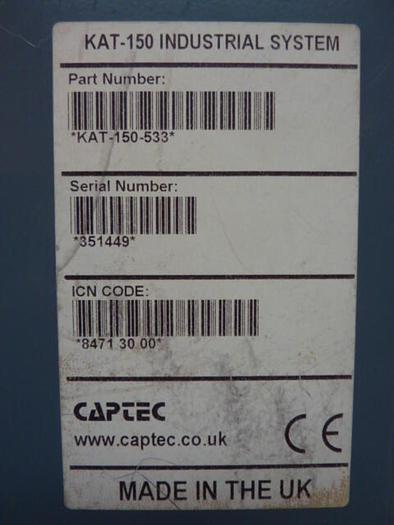 KAT-150 INDUSTRIAL SYSTEM
Part Number:
*KAT-150-533*
Serial Number:
*351449*
ICN CODE:
*8471 30 00*
CAPTEC
www.captec.co.uk
CE
MADE IN THE UK